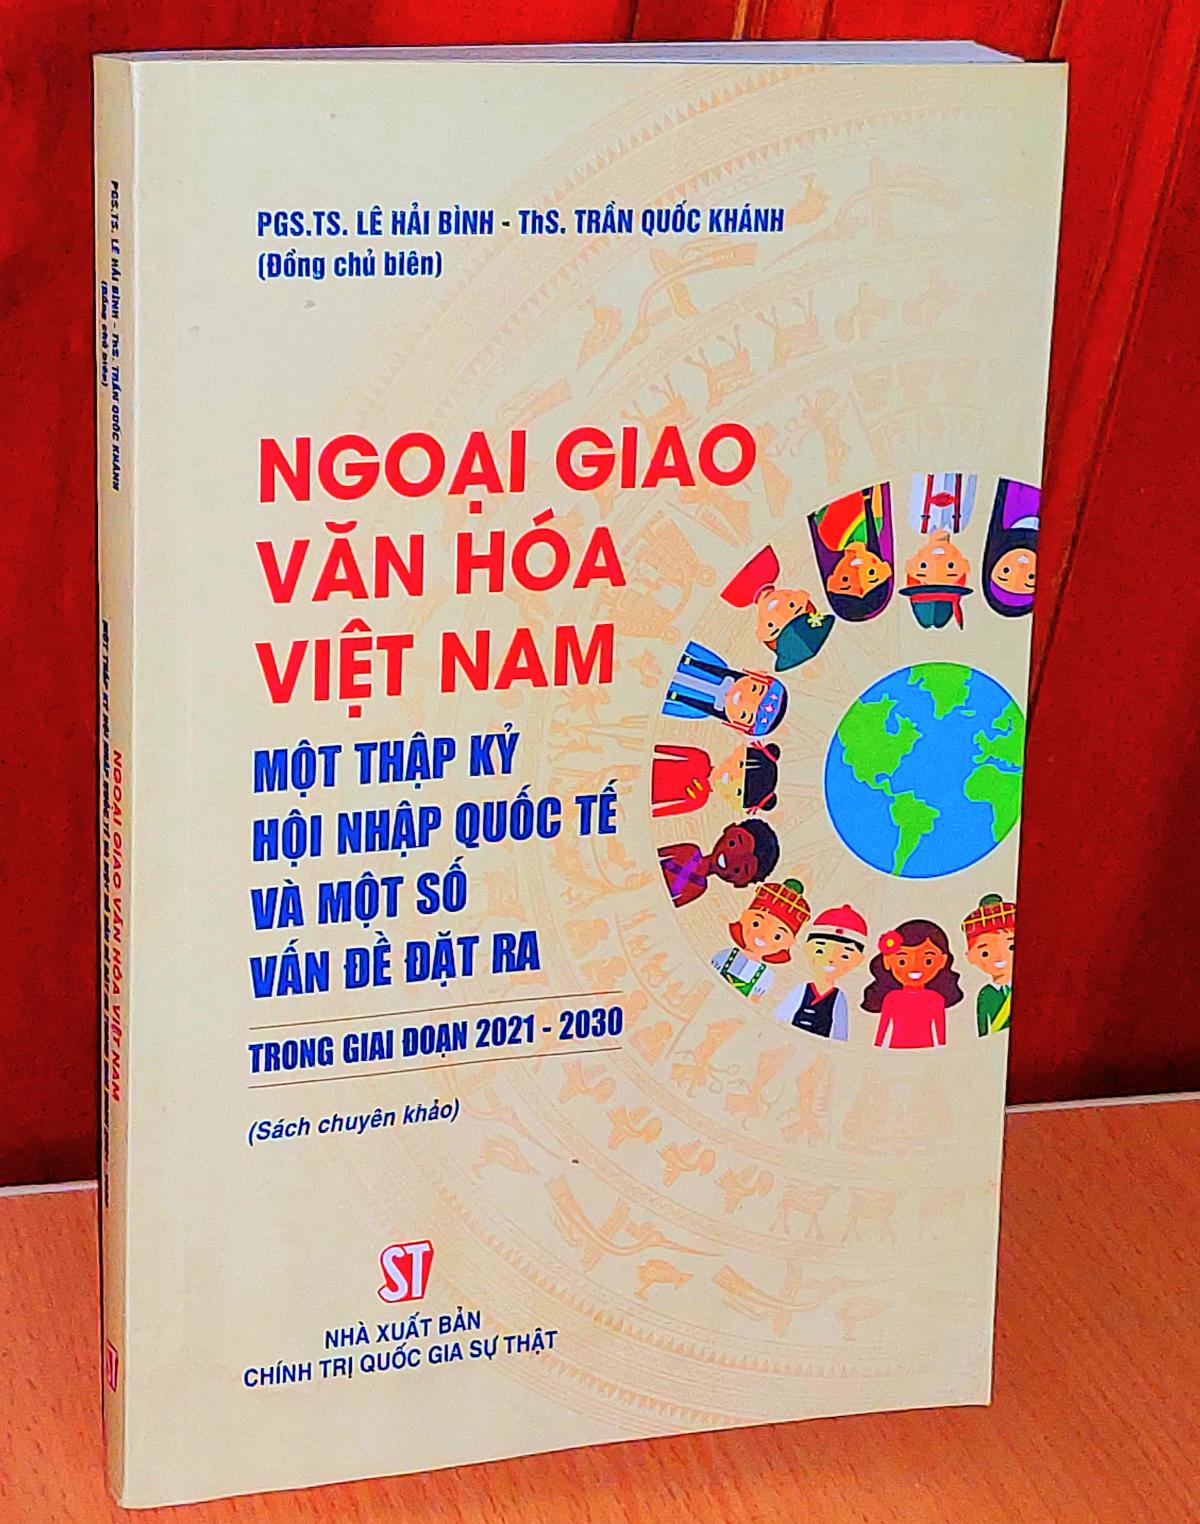 PGS.TS. LÊ HẢI BÌNH - ThS. TRẦN QUỐC KHÁNH
(Đồng chủ biên)
NGOẠI GIAO
VĂN HÓA
VIỆT NAM
MỘT THẬP KỶ
HỘI NHẬP QUỐC TẾ
VÀ MỘT SỐ
VẤN ĐỀ ĐẶT RA
TRONG GIAI ĐOẠN 2021 - 2030
(Sách chuyên khảo)
ST
NHÀ XUẤT BẢN
CHÍNH TRỊ QUỐC GIA SỰ THẬT
PGS.TS. LÊ HẢI BÌNH - ThS. TRẦN QUỐC KHÁNH
(Đồng chủ biên)
NGOẠI GIAO VĂN HÓA VIỆT NAM